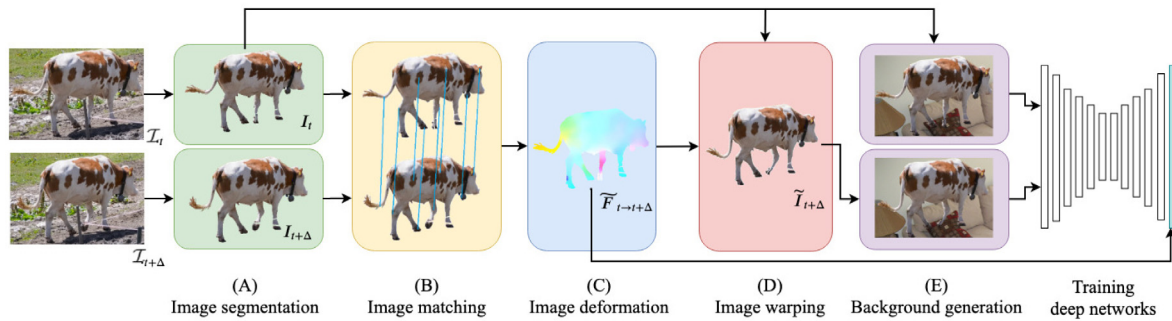 𝓘_t
𝓘_{t+Δ}
I_t
I_{t+Δ}
F̃_{t→t+Δ}
Ĩ_{t+Δ}
(A)
Image segmentation
(B)
Image matching
(C)
Image deformation
(D)
Image warping
(E)
Background generation
Training
deep networks